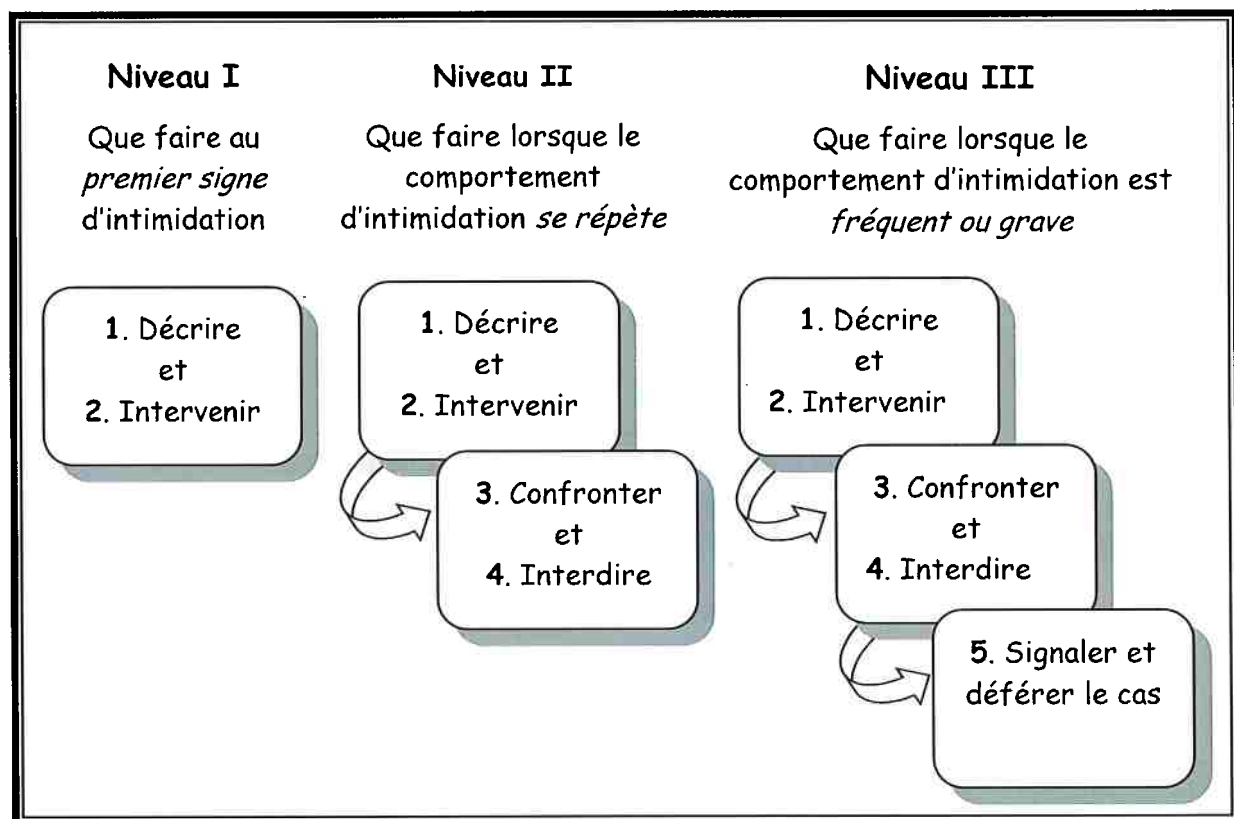 Niveau I
Que faire au
premier signe
d'intimidation
1. Décrire
et
2. Intervenir
Niveau II
Que faire lorsque le
comportement
d'intimidation se répète
1. Décrire
et
2. Intervenir
3. Confronter
et
4. Interdire
Niveau III
Que faire lorsque le
comportement d'intimidation est
fréquent ou grave
1. Décrire
et
2. Intervenir
3. Confronter
et
4. Interdire
5. Signaler et
déférer le cas